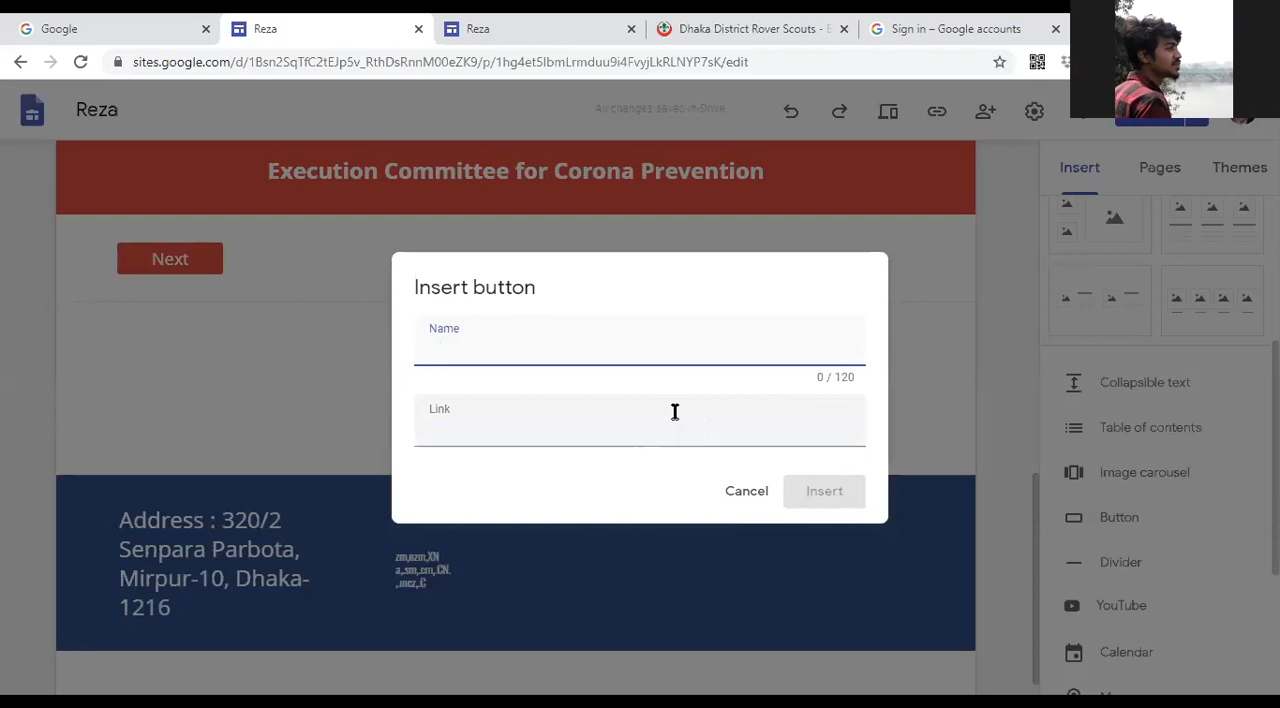 Google
Reza
Reza
Dhaka District Rover Scouts - E
Sign in – Google accounts
sites.google.com/d/1Bsn2SqTfC2tEJpSv_RthDsRnnM00eZK9/p/1hg4et5IbmLrmduu9i4FvyjLkRLNYP7sK/edit
Reza
All changes saved in Drive
Execution Committee for Corona Prevention
Next
Insert button
Name
0 / 120
Link
Cancel
Insert
Address : 320/2
Senpara Parbota,
Mirpur-10, Dhaka-
1216
Insert
Pages
Themes
Collapsible text
Table of contents
Image carousel
Button
Divider
YouTube
Calendar